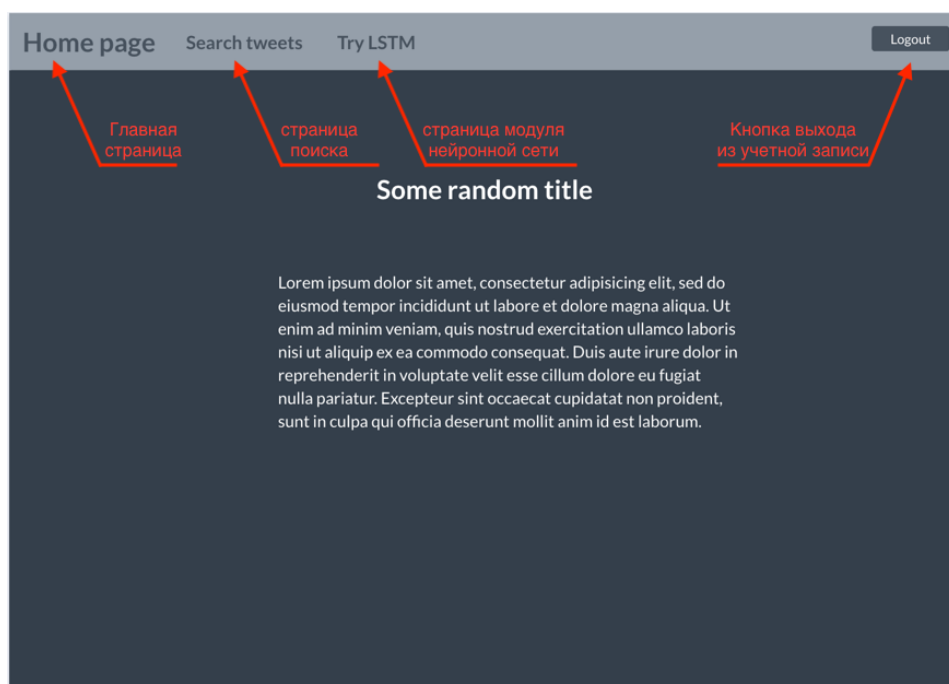 Home page Search tweets Try LSTM Logout
Главная страница
страница поиска
страница модуля нейронной сети
Кнопка выхода из учетной записи
Some random title
Lorem ipsum dolor sit amet, consectetur adipisicing elit, sed do
eiusmod tempor incididunt ut labore et dolore magna aliqua. Ut
enim ad minim veniam, quis nostrud exercitation ullamco laboris
nisi ut aliquip ex ea commodo consequat. Duis aute irure dolor in
reprehenderit in voluptate velit esse cillum dolore eu fugiat
nulla pariatur. Excepteur sint occaecat cupidatat non proident,
sunt in culpa qui officia deserunt mollit anim id est laborum.